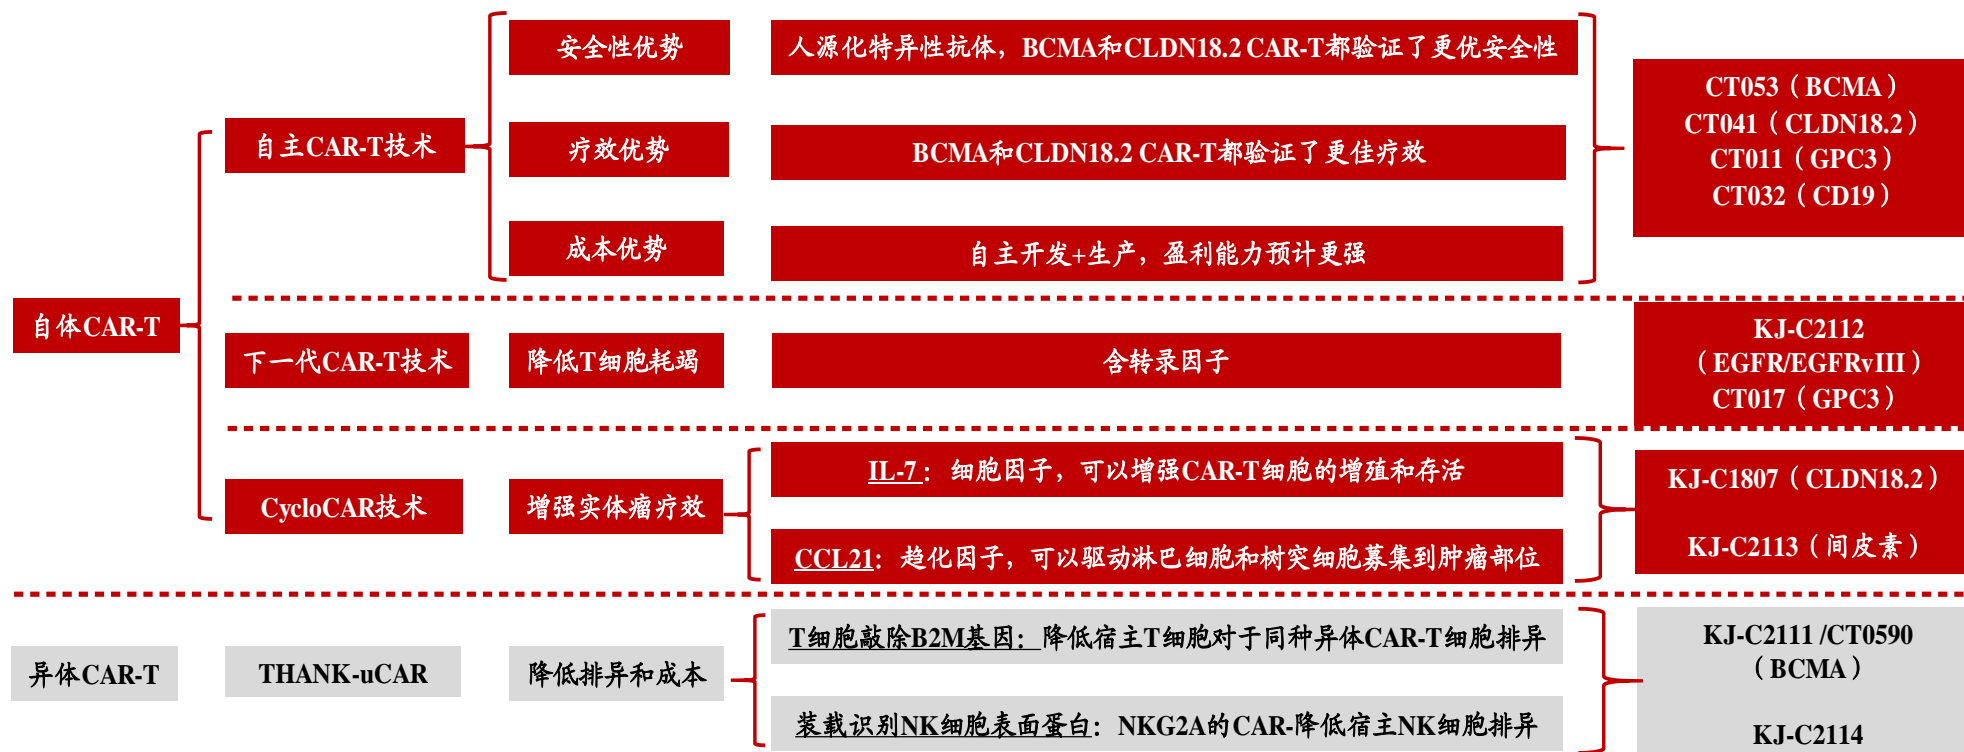 安全性优势
人源化特异性抗体，BCMA和CLDN18.2 CAR-T都验证了更优安全性
自主CAR-T技术
疗效优势
BCMA和CLDN18.2 CAR-T都验证了更佳疗效
成本优势
自主开发+生产，盈利能力预计更强
CT053（BCMA）
CT041（CLDN18.2）
CT011（GPC3）
CT032（CD19）
自体CAR-T
下一代CAR-T技术
降低T细胞耗竭
含转录因子
KJ-C2112
（EGFR/EGFRvIII）
CT017（GPC3）
CycloCAR技术
增强实体瘤疗效
IL-7：细胞因子，可以增强CAR-T细胞的增殖和存活
CCL21：趋化因子，可以驱动淋巴细胞和树突细胞募集到肿瘤部位
KJ-C1807（CLDN18.2）
KJ-C2113（间皮素）
异体CAR-T
THANK-uCAR
降低排异和成本
T细胞敲除B2M基因：降低宿主T细胞对于同种异体CAR-T细胞排异
装载识别NK细胞表面蛋白：NKG2A的CAR-降低宿主NK细胞排异
KJ-C2111 /CT0590
（BCMA）
KJ-C2114